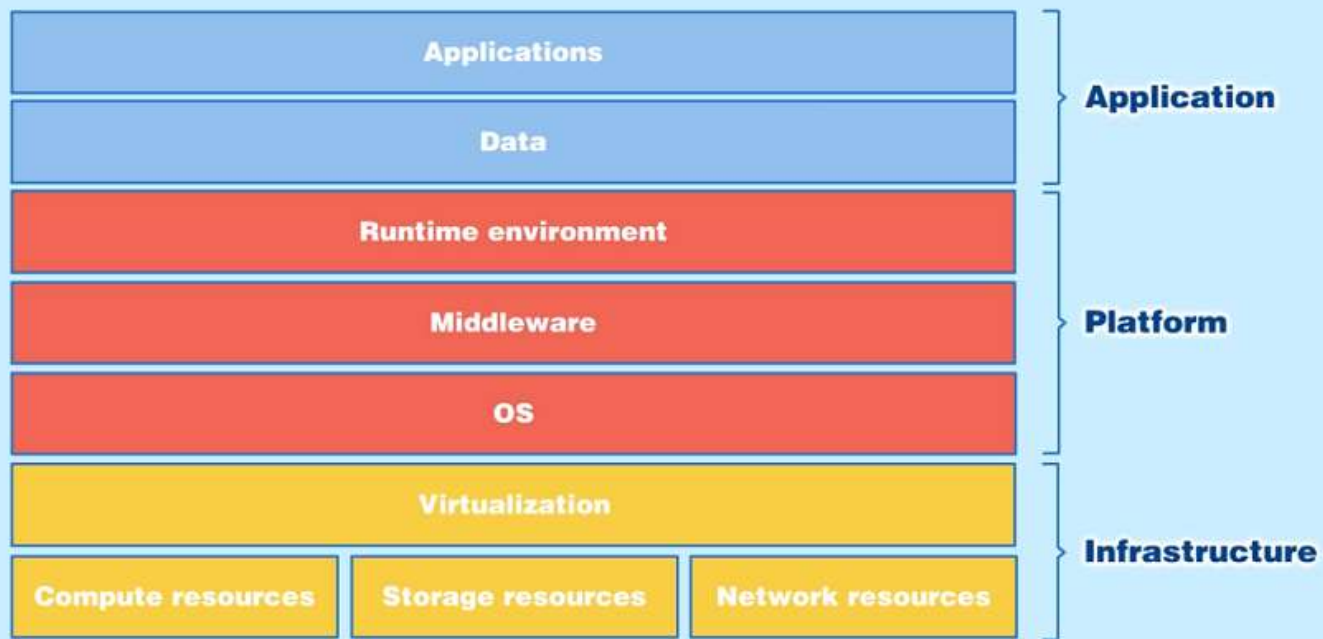 Applications
Data
Application
Runtime environment
Middleware
OS
Platform
Virtualization
Compute resources
Storage resources
Network resources
Infrastructure